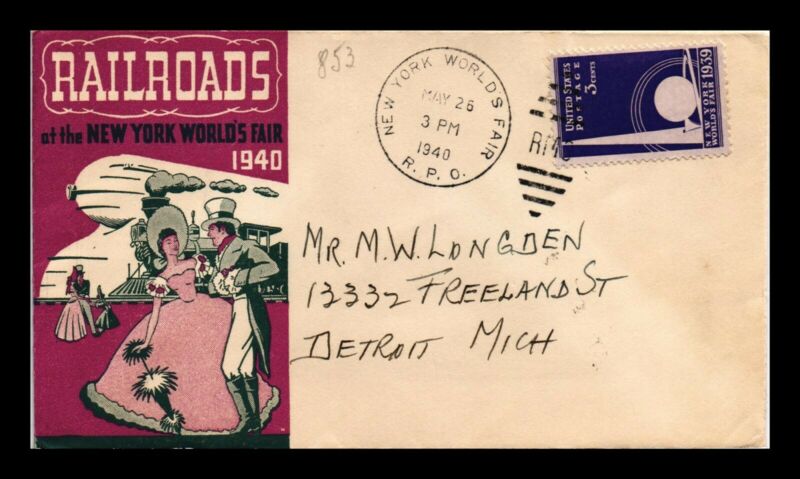 RAILROADS
at the NEW YORK WORLD'S FAIR
1940
853
NEW YORK WORLD'S FAIR
MAY 26
3 PM
1940
R. P. O.
UNITED STATES
POSTAGE
3 CENTS
NEW YORK 1939
WORLD'S FAIR
MR. M.W. LONGDEN
13332 FREELAND ST
DETROIT MICH